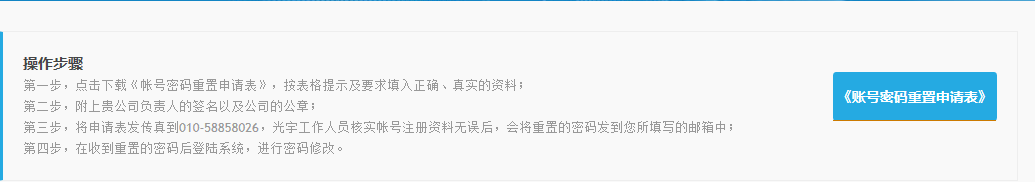 操作步骤
第一步，点击下载《帐号密码重置申请表》，按表格提示及要求填入正确、真实的资料；
第二步，附上贵公司负责人的签名以及公司的公章；
第三步，将申请表发传真到010-58858026，光宇工作人员核实帐号注册资料无误后，会将重置的密码发到您所填写的邮箱中；
第四步，在收到重置的密码后登陆系统，进行密码修改。
《账号密码重置申请表》